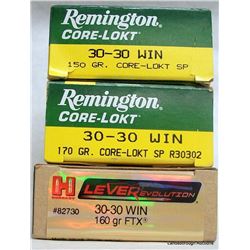 Remington
CORE-LOKT
30-30 WIN
150 GR. CORE-LOKT SP
Remington
CORE-LOKT
30-30 WIN
170 GR. CORE-LOKT SP R30302
H LEVERevolution
#82730 30-30 WIN
160 gr FTX®